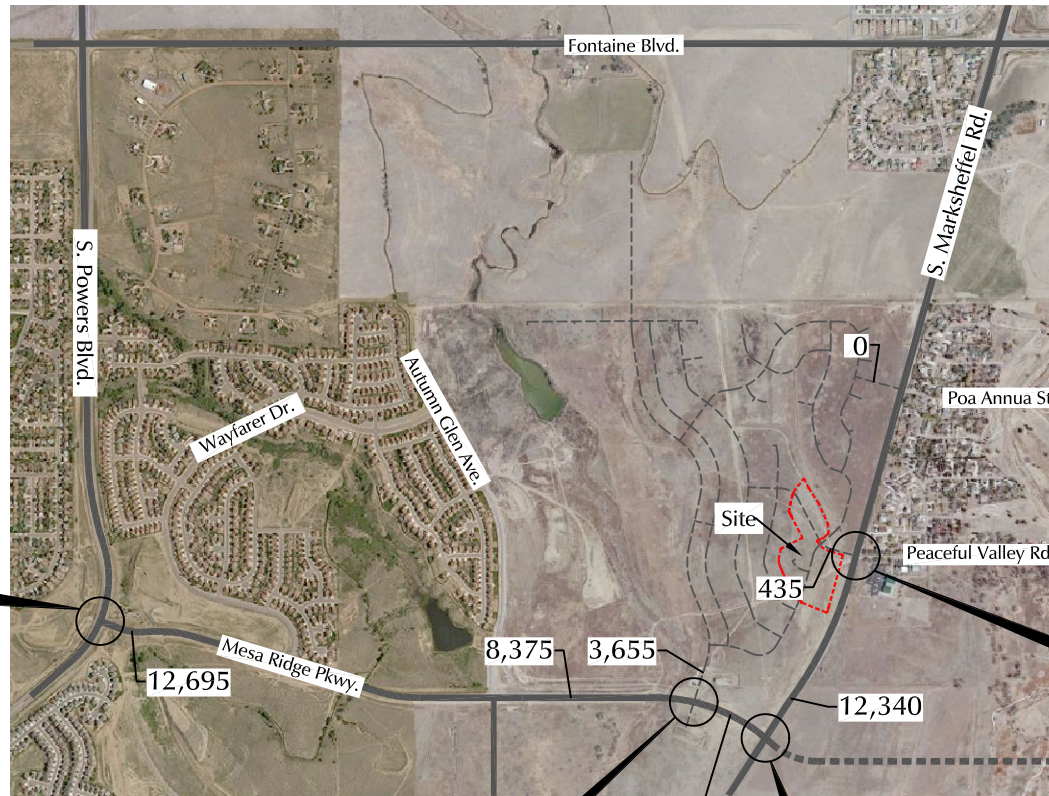 Fontaine Blvd.
S. Marksheffel Rd.
S. Powers Blvd.
0
Autumn Glen Ave.
Poa Annua St
Wayfarer Dr.
Site
Peaceful Valley Rd
435
8,375
3,655
Mesa Ridge Pkwy.
12,695
12,340